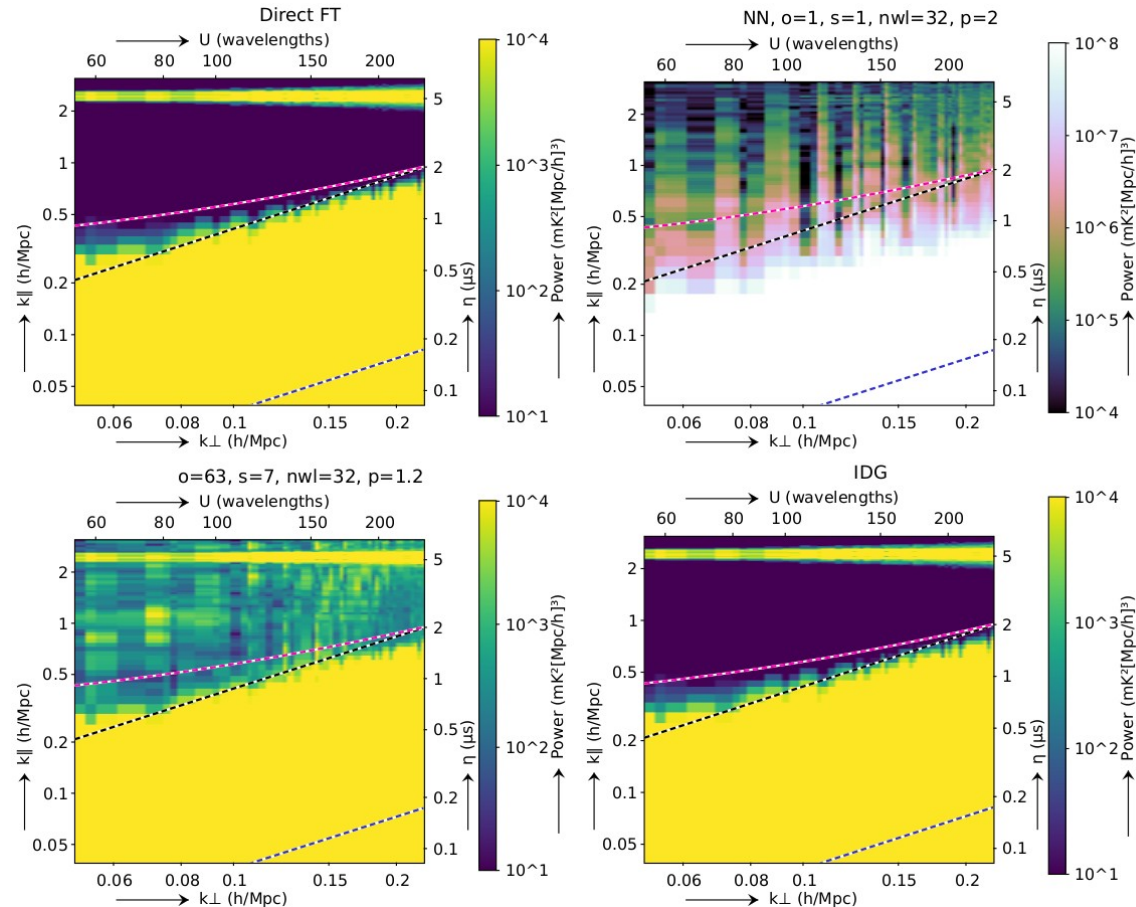 Direct FT
U (wavelengths)
60 80 100 150 200
2
1
0.5
0.2
0.1
0.05
k∥ (h/Mpc)
5
2
1
0.5
0.2
0.1
η (μs)
0.06 0.08 0.1 0.15 0.2
k⊥ (h/Mpc)
10^4
10^3
10^2
10^1
Power (mK²[Mpc/h]³)
NN, o=1, s=1, nwl=32, p=2
U (wavelengths)
60 80 100 150 200
2
1
0.5
0.2
0.1
0.05
k∥ (h/Mpc)
5
2
1
0.5
0.2
0.1
η (μs)
0.06 0.08 0.1 0.15 0.2
k⊥ (h/Mpc)
10^8
10^7
10^6
10^5
10^4
Power (mK²[Mpc/h]³)
o=63, s=7, nwl=32, p=1.2
U (wavelengths)
60 80 100 150 200
2
1
0.5
0.2
0.1
0.05
k∥ (h/Mpc)
5
2
1
0.5
0.2
0.1
η (μs)
0.06 0.08 0.1 0.15 0.2
k⊥ (h/Mpc)
10^4
10^3
10^2
10^1
Power (mK²[Mpc/h]³)
IDG
U (wavelengths)
60 80 100 150 200
2
1
0.5
0.2
0.1
0.05
k∥ (h/Mpc)
5
2
1
0.5
0.2
0.1
η (μs)
0.06 0.08 0.1 0.15 0.2
k⊥ (h/Mpc)
10^4
10^3
10^2
10^1
Power (mK²[Mpc/h]³)